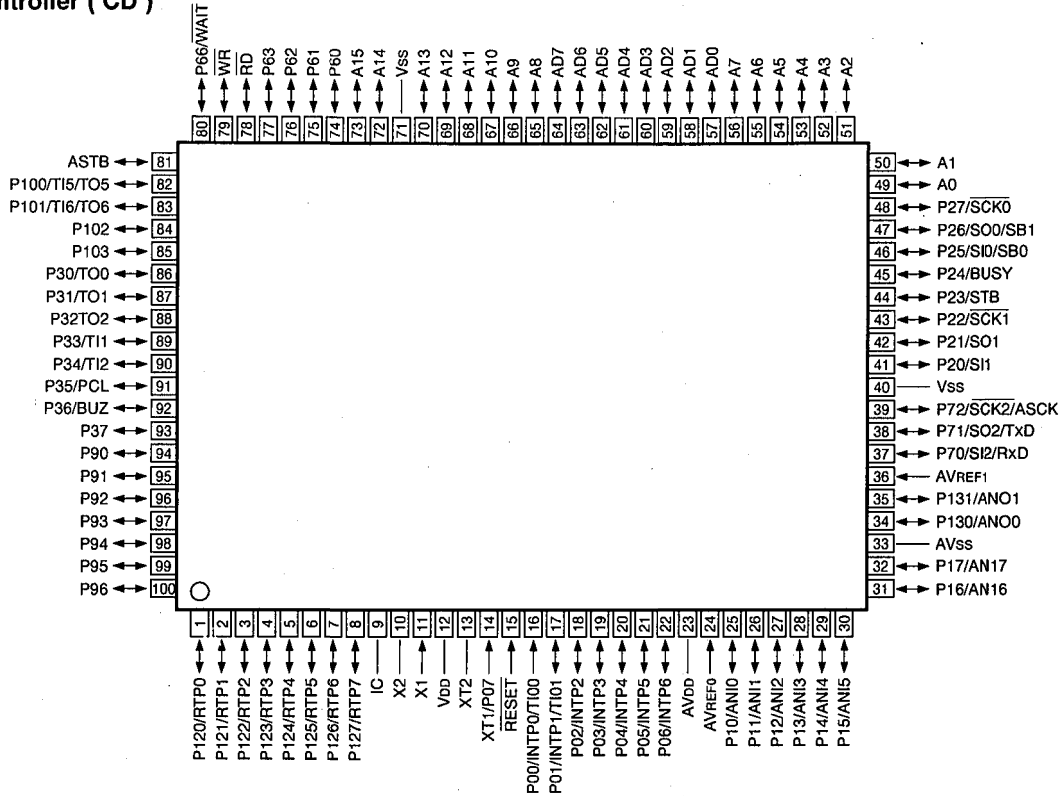 ntroller ( CD )
P66/WAIT
WR
RD
P63
P62
P61
P60
A15
A14
Vss
A13
A12
A11
A10
A9
A8
AD7
AD6
AD5
AD4
AD3
AD2
AD1
AD0
A7
A6
A5
A4
A3
A2
80 79 78 77 76 75 74 73 72 71 70 69 68 67 66 65 64 63 62 61 60 59 58 57 56 55 54 53 52 51
ASTB 81
P100/TI5/TO5 82
P101/TI6/TO6 83
P102 84
P103 85
P30/TO0 86
P31/TO1 87
P32TO2 88
P33/TI1 89
P34/TI2 90
P35/PCL 91
P36/BUZ 92
P37 93
P90 94
P91 95
P92 96
P93 97
P94 98
P95 99
P96 100
50 A1
49 A0
48 P27/SCK0
47 P26/SO0/SB1
46 P25/SI0/SB0
45 P24/BUSY
44 P23/STB
43 P22/SCK1
42 P21/SO1
41 P20/SI1
40 Vss
39 P72/SCK2/ASCK
38 P71/SO2/TxD
37 P70/SI2/RxD
36 AVREF1
35 P131/ANO1
34 P130/ANO0
33 AVss
32 P17/AN17
31 P16/AN16
1 2 3 4 5 6 7 8 9 10 11 12 13 14 15 16 17 18 19 20 21 22 23 24 25 26 27 28 29 30
P120/RTP0
P121/RTP1
P122/RTP2
P123/RTP3
P124/RTP4
P125/RTP5
P126/RTP6
P127/RTP7
IC
X2
X1
VDD
XT2
XT1/P07
RESET
P00/INTP0/TI00
P01/INTP1/TI01
P02/INTP2
P03/INTP3
P04/INTP4
P05/INTP5
P06/INTP6
AVDD
AVREF0
P10/ANI0
P11/ANI1
P12/ANI2
P13/ANI3
P14/ANI4
P15/ANI5